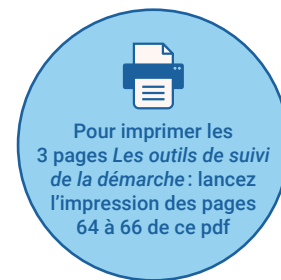 Pour imprimer les
3 pages Les outils de suivi
de la démarche : lancez
l’impression des pages
64 à 66 de ce pdf